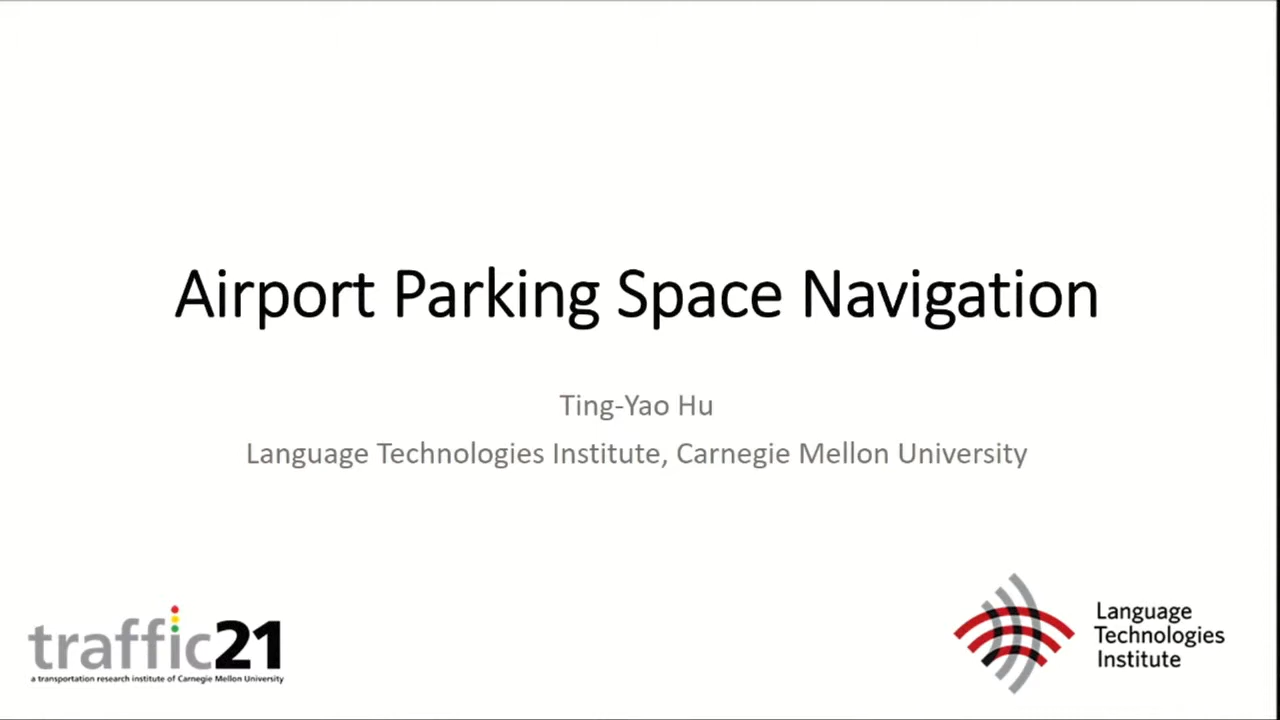 Airport Parking Space Navigation
Ting-Yao Hu
Language Technologies Institute, Carnegie Mellon University
traffic21
a transportation research institute of Carnegie Mellon University
Language
Technologies
Institute